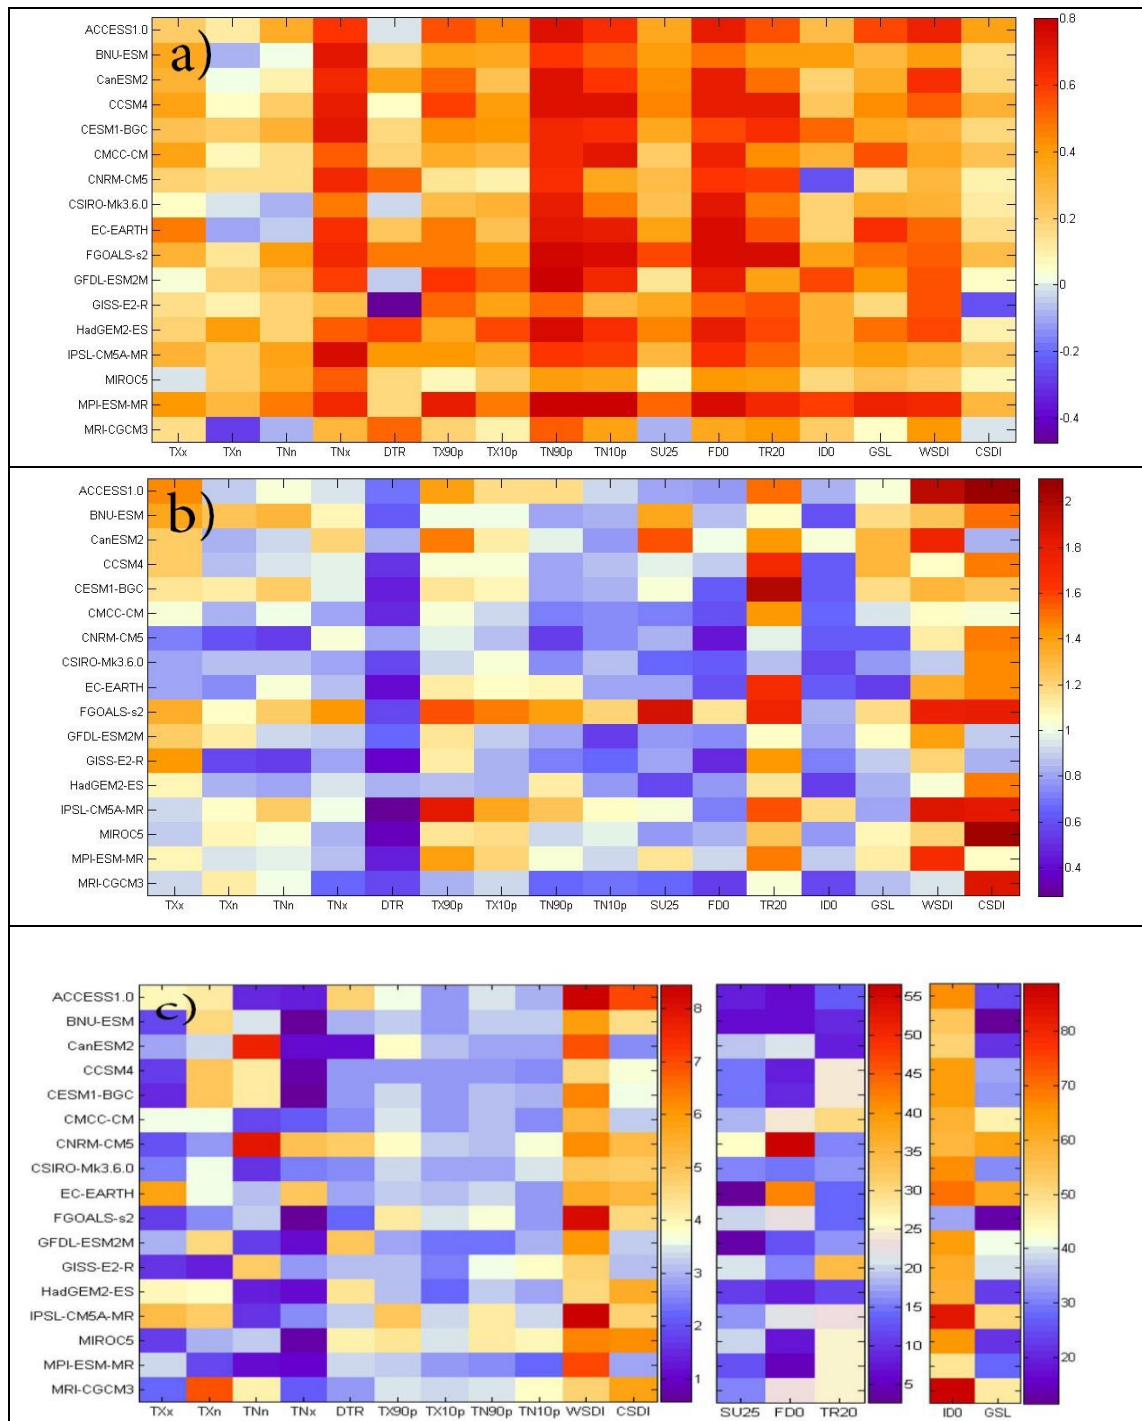 a)
ACCESS1.0
BNU-ESM
CanESM2
CCSM4
CESM1-BGC
CMCC-CM
CNRM-CM5
CSIRO-Mk3.6.0
EC-EARTH
FGOALS-s2
GFDL-ESM2M
GISS-E2-R
HadGEM2-ES
IPSL-CM5A-MR
MIROC5
MPI-ESM-MR
MRI-CGCM3
TXx TXn TNn TNx DTR TX90p TX10p TN90p TN10p SU25 FD0 TR20 ID0 GSL WSDI CSDI
0.8
0.6
0.4
0.2
0
-0.2
-0.4
b)
ACCESS1.0
BNU-ESM
CanESM2
CCSM4
CESM1-BGC
CMCC-CM
CNRM-CM5
CSIRO-Mk3.6.0
EC-EARTH
FGOALS-s2
GFDL-ESM2M
GISS-E2-R
HadGEM2-ES
IPSL-CM5A-MR
MIROC5
MPI-ESM-MR
MRI-CGCM3
TXx TXn TNn TNx DTR TX90p TX10p TN90p TN10p SU25 FD0 TR20 ID0 GSL WSDI CSDI
2
1.8
1.6
1.4
1.2
1
0.8
0.6
0.4
c)
ACCESS1.0
BNU-ESM
CanESM2
CCSM4
CESM1-BGC
CMCC-CM
CNRM-CM5
CSIRO-Mk3.6.0
EC-EARTH
FGOALS-s2
GFDL-ESM2M
GISS-E2-R
HadGEM2-ES
IPSL-CM5A-MR
MIROC5
MPI-ESM-MR
MRI-CGCM3
TXx TXn TNn TNx DTR TX90p TX10p TN90p TN10p WSDI CSDI
8
7
6
5
4
3
2
1
SU25 FD0 TR20
55
50
45
40
35
30
25
20
15
10
5
ID0 GSL
80
70
60
50
40
30
20